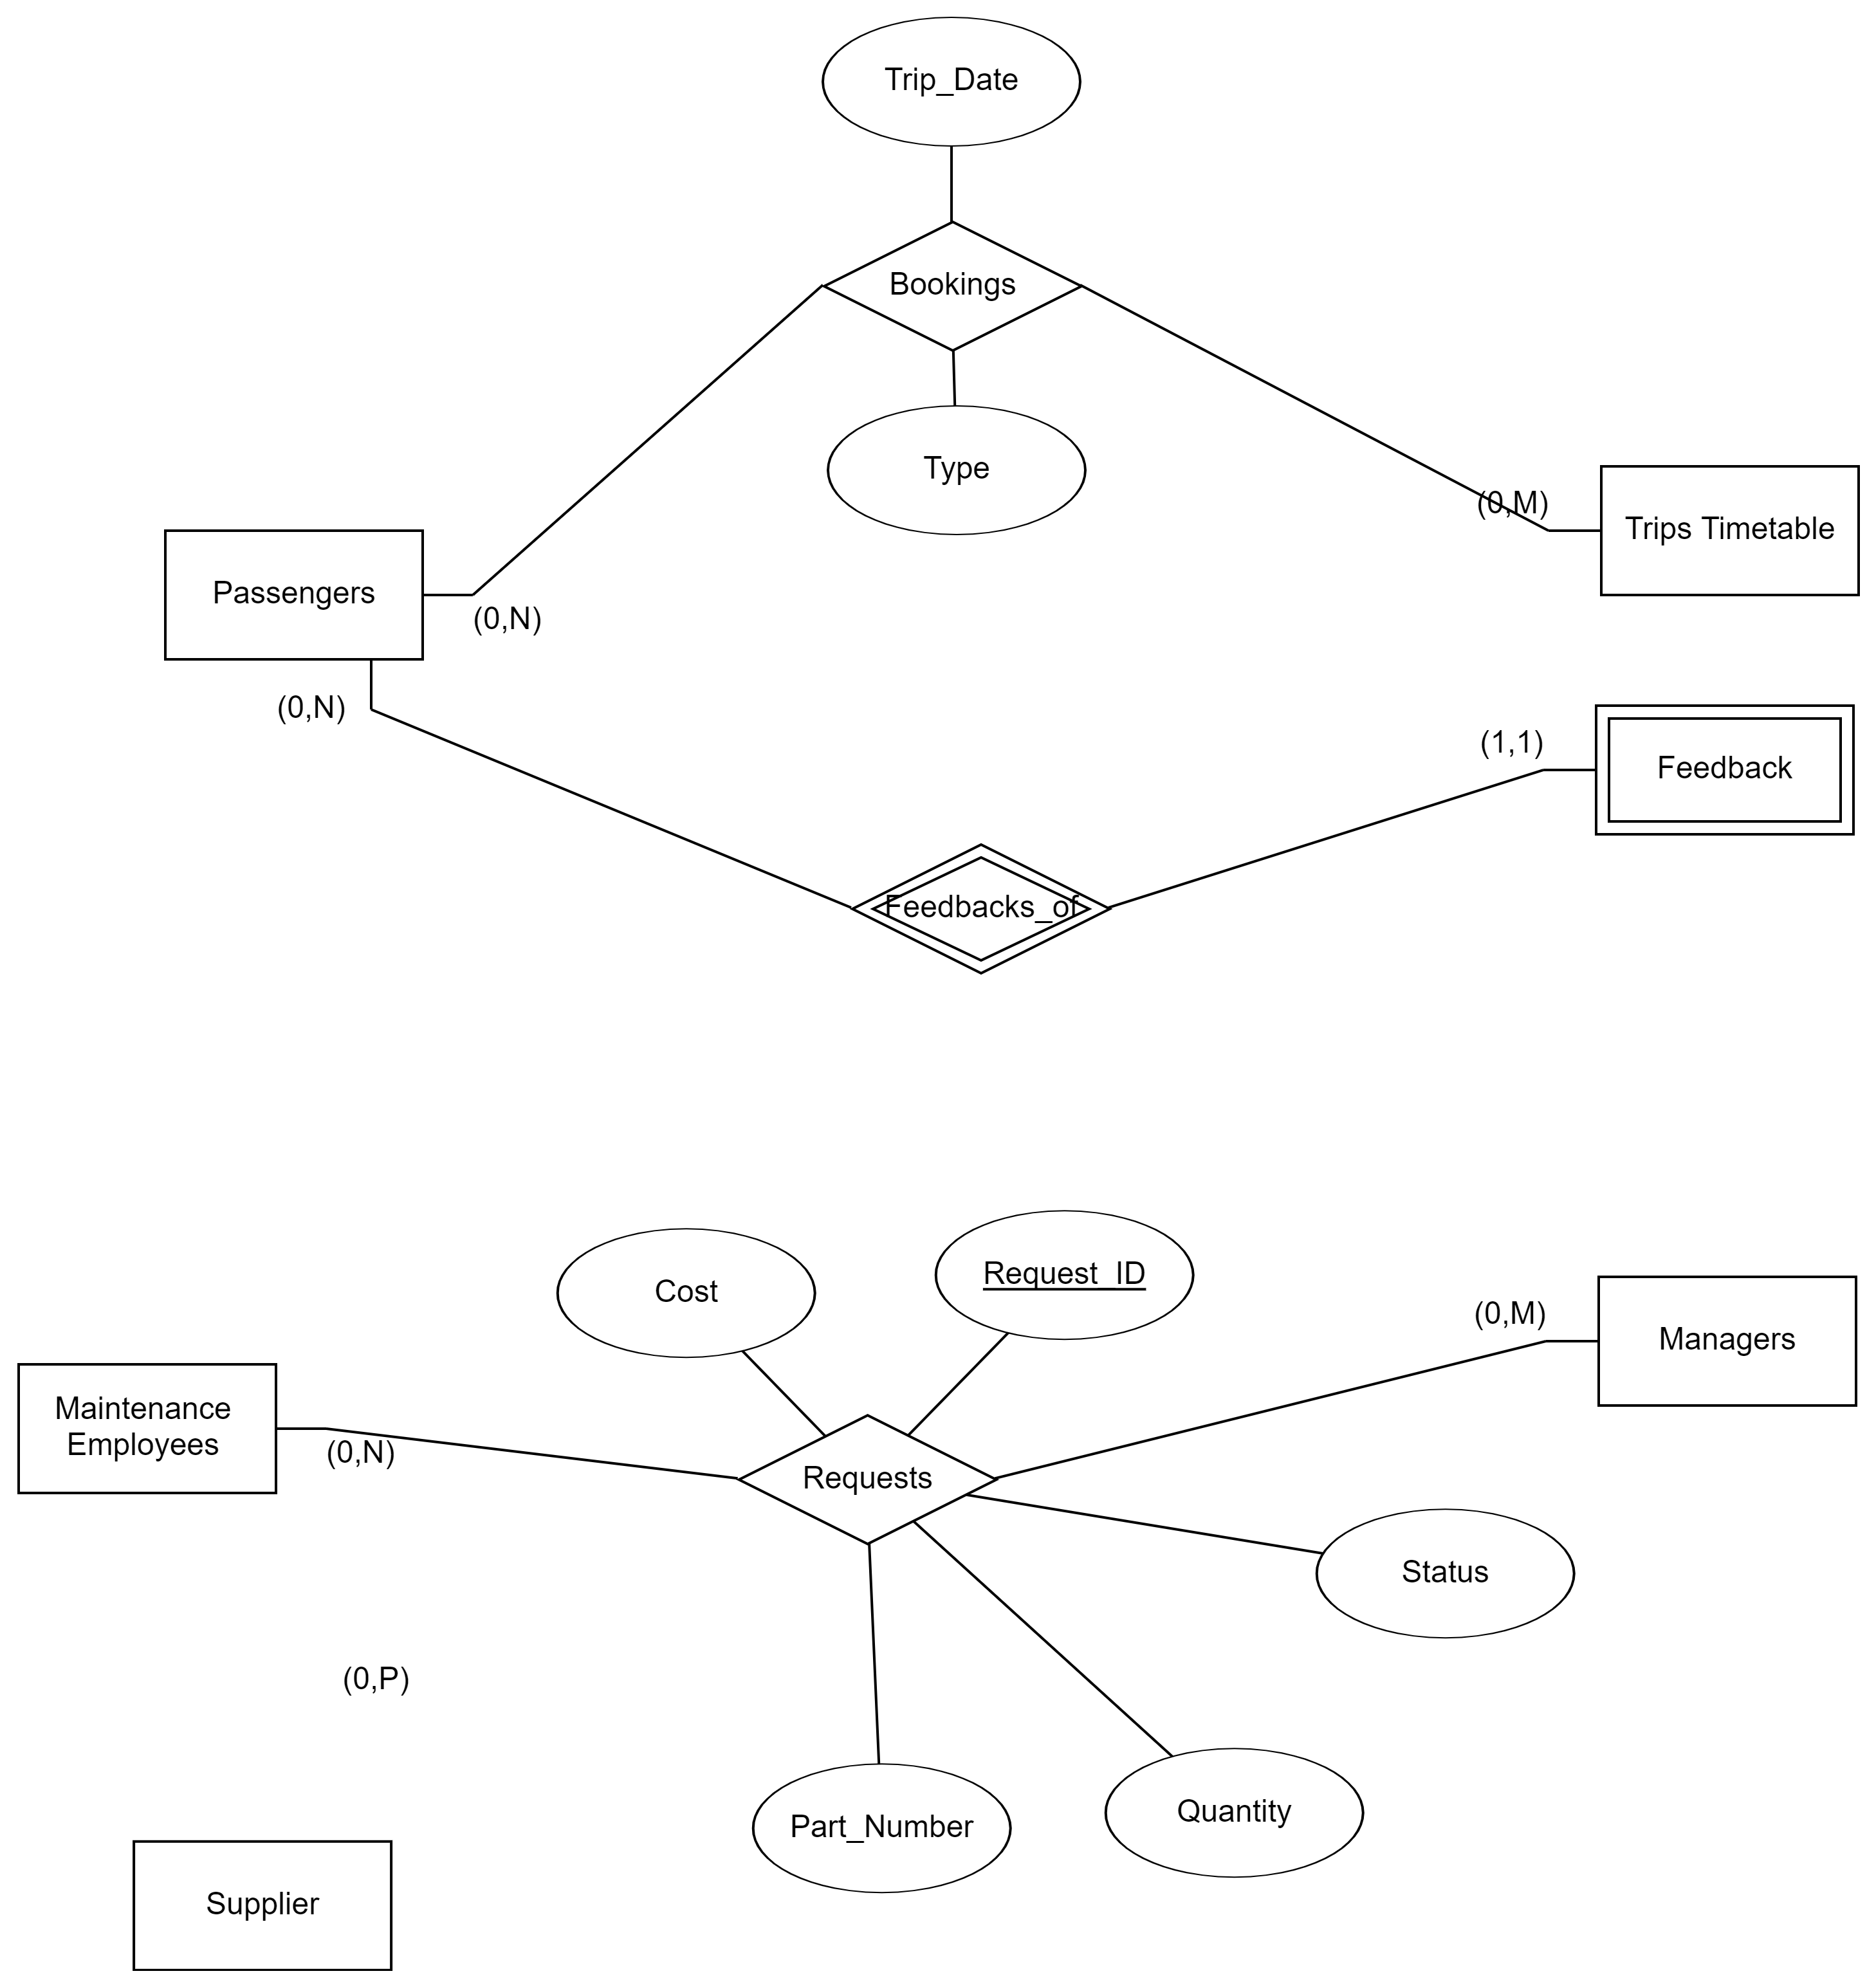 Trip_Date
Bookings
Type
(0,M)
Trips Timetable
Passengers
(0,N)
(0,N)
(1,1)
Feedback
Feedbacks_of
Cost
Request_ID
(0,M)
Managers
Maintenance
Employees
(0,N)
Requests
Status
(0,P)
Part_Number
Quantity
Supplier